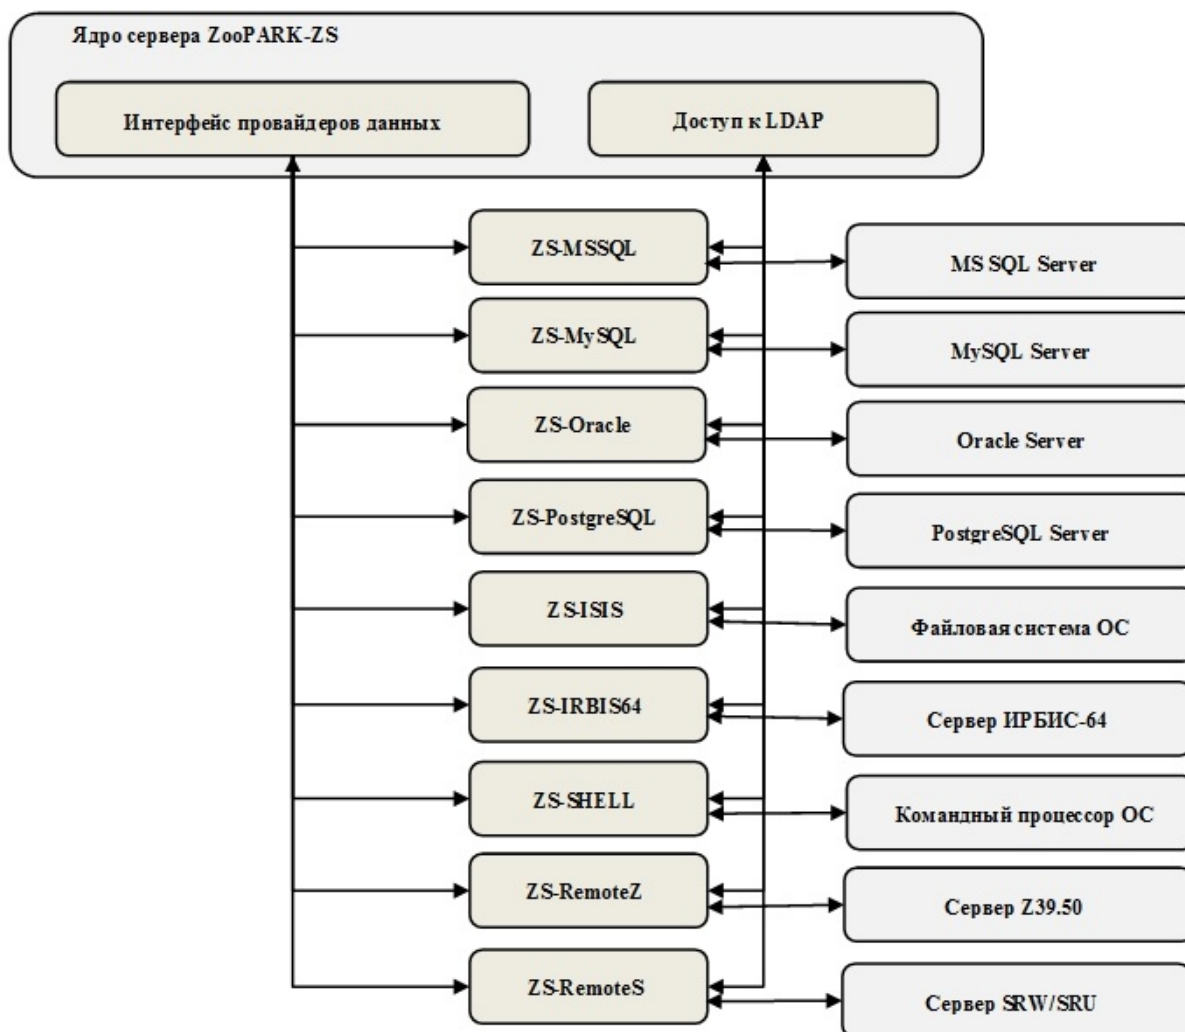 Ядро сервера ZooPARK-ZS
Интерфейс провайдеров данных
Доступ к LDAP
ZS-MSSQL
MS SQL Server
ZS-MySQL
MySQL Server
ZS-Oracle
Oracle Server
ZS-PostgreSQL
PostgreSQL Server
ZS-ISIS
Файловая система ОС
ZS-IRBIS64
Сервер ИРБИС-64
ZS-SHELL
Командный процессор ОС
ZS-RemoteZ
Сервер Z39.50
ZS-RemoteS
Сервер SRW/SRU